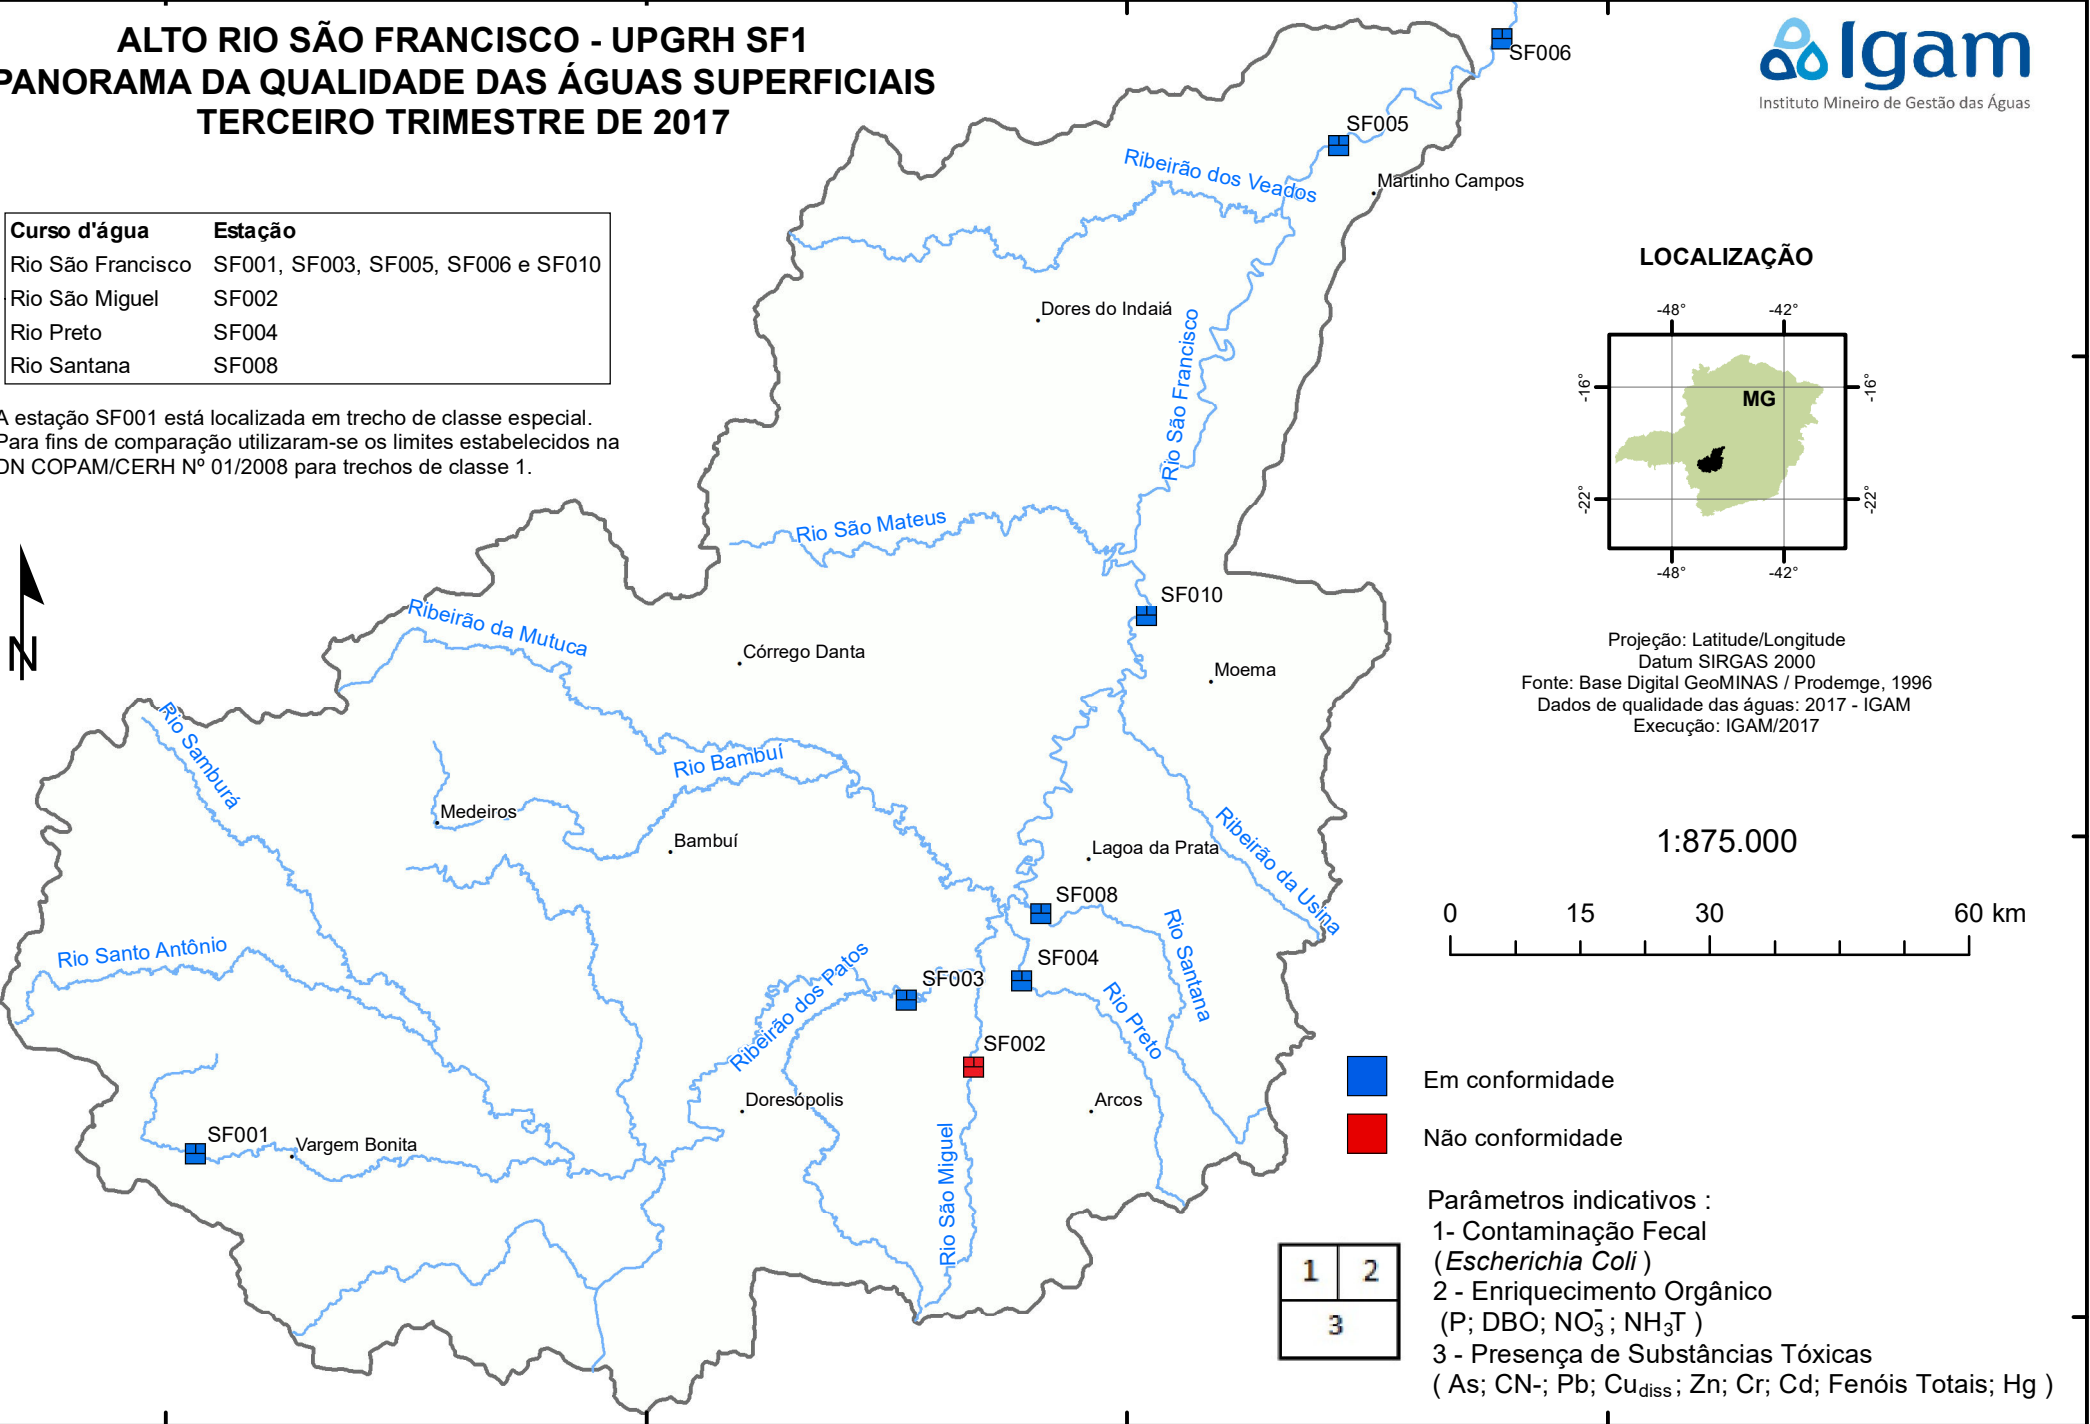 ALTO RIO SÃO FRANCISCO - UPGRH SF1
PANORAMA DA QUALIDADE DAS ÁGUAS SUPERFICIAIS
TERCEIRO TRIMESTRE DE 2017
Igam
Instituto Mineiro de Gestão das Águas
Curso d'água Estação
Rio São Francisco SF001, SF003, SF005, SF006 e SF010
Rio São Miguel SF002
Rio Preto SF004
Rio Santana SF008
A estação SF001 está localizada em trecho de classe especial.
Para fins de comparação utilizaram-se os limites estabelecidos na
DN COPAM/CERH Nº 01/2008 para trechos de classe 1.
N
SF006
SF005
Martinho Campos
Ribeirão dos Veados
Dores do Indaiá
Rio São Francisco
Rio São Mateus
SF010
Ribeirão da Mutuca
Córrego Danta
Moema
Rio Samburá
Rio Bambuí
Medeiros
Bambuí
Lagoa da Prata
Ribeirão da Usina
SF008
Rio Santana
Rio Santo Antônio
SF004
SF003
Ribeirão dos Patos
Rio Preto
SF002
Doresópolis
Arcos
SF001
Vargem Bonita
Rio São Miguel
LOCALIZAÇÃO
-48° -42°
-16° -16°
MG
-22° -22°
-48° -42°
Projeção: Latitude/Longitude
Datum SIRGAS 2000
Fonte: Base Digital GeoMINAS / Prodemge, 1996
Dados de qualidade das águas: 2017 - IGAM
Execução: IGAM/2017
1:875.000
0 15 30 60 km
Em conformidade
Não conformidade
1 2
3
Parâmetros indicativos :
1- Contaminação Fecal
(Escherichia Coli )
2 - Enriquecimento Orgânico
(P; DBO; NO₃⁻; NH₃T )
3 - Presença de Substâncias Tóxicas
( As; CN-; Pb; Cudiss ; Zn; Cr; Cd; Fenóis Totais; Hg )